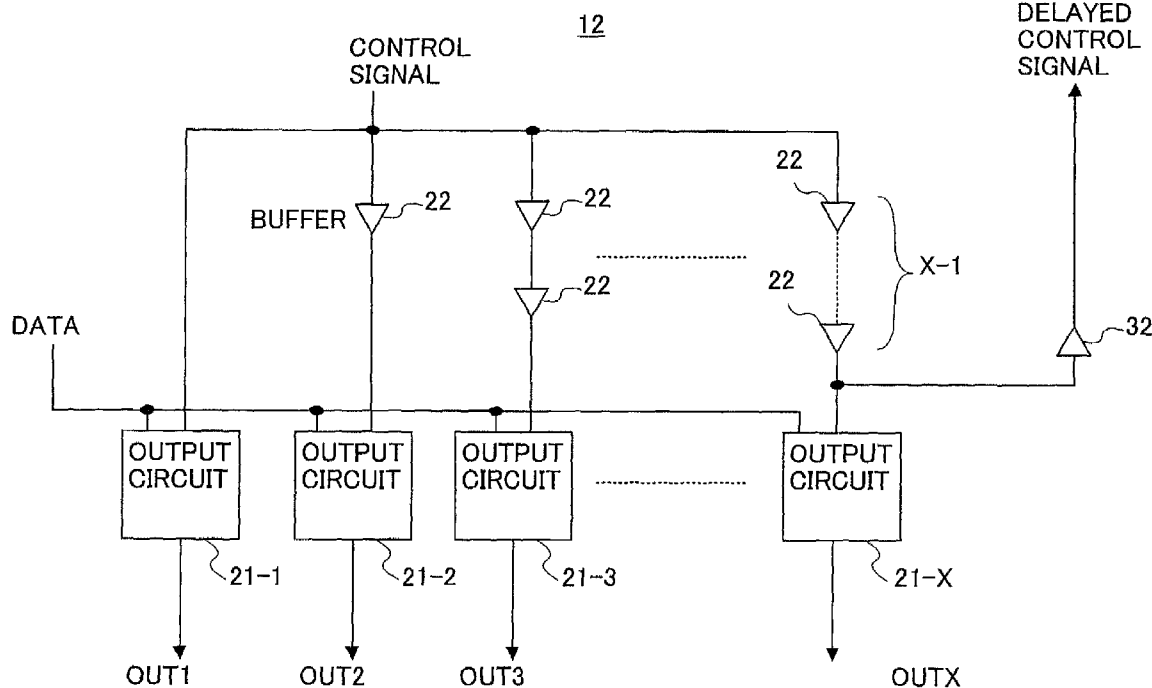 12
CONTROL
SIGNAL
DELAYED
CONTROL
SIGNAL
BUFFER
22
22
22
22
22
X-1
32
DATA
OUTPUT
CIRCUIT
OUTPUT
CIRCUIT
OUTPUT
CIRCUIT
OUTPUT
CIRCUIT
21-1
21-2
21-3
21-X
OUT1
OUT2
OUT3
OUTX